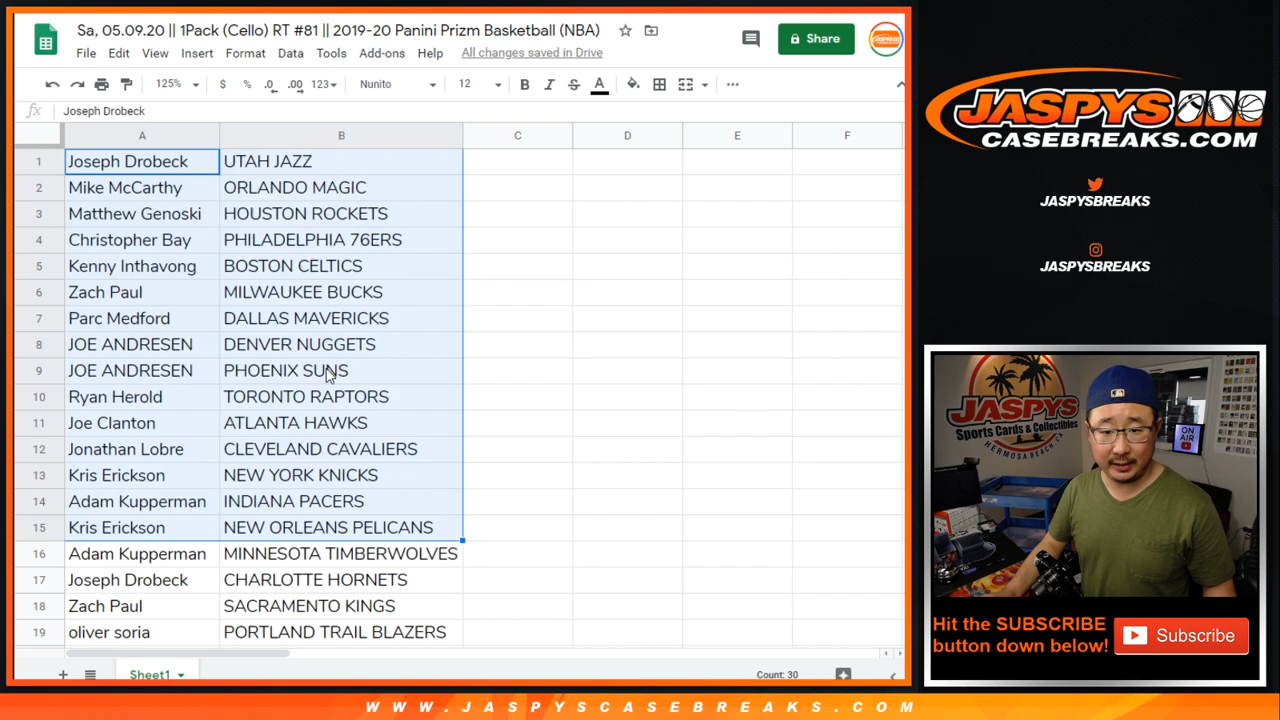 Sa, 05.09.20 || 1Pack (Cello) RT #81 || 2019-20 Panini Prizm Basketball (NBA)
File Edit View Insert Format Data Tools Add-ons Help All changes saved in Drive
Share
125% $ % .0 .00 123 Nunito 12 B I S A
fx Joseph Drobeck
A B C D E F
1 Joseph Drobeck UTAH JAZZ
2 Mike McCarthy ORLANDO MAGIC
3 Matthew Genoski HOUSTON ROCKETS
4 Christopher Bay PHILADELPHIA 76ERS
5 Kenny Inthavong BOSTON CELTICS
6 Zach Paul MILWAUKEE BUCKS
7 Parc Medford DALLAS MAVERICKS
8 JOE ANDRESEN DENVER NUGGETS
9 JOE ANDRESEN PHOENIX SUNS
10 Ryan Herold TORONTO RAPTORS
11 Joe Clanton ATLANTA HAWKS
12 Jonathan Lobre CLEVELAND CAVALIERS
13 Kris Erickson NEW YORK KNICKS
14 Adam Kupperman INDIANA PACERS
15 Kris Erickson NEW ORLEANS PELICANS
16 Adam Kupperman MINNESOTA TIMBERWOLVES
17 Joseph Drobeck CHARLOTTE HORNETS
18 Zach Paul SACRAMENTO KINGS
19 oliver soria PORTLAND TRAIL BLAZERS
Sheet1
Count: 30
JASPYS
CASEBREAKS.COM
JASPYSBREAKS
JASPYSBREAKS
JASPYS
Sports Cards & Collectibles
HERMOSA BEACH, CA
ON
AIR
Hit the SUBSCRIBE
button down below!
Subscribe
WWW.JASPYSCASEBREAKS.COM